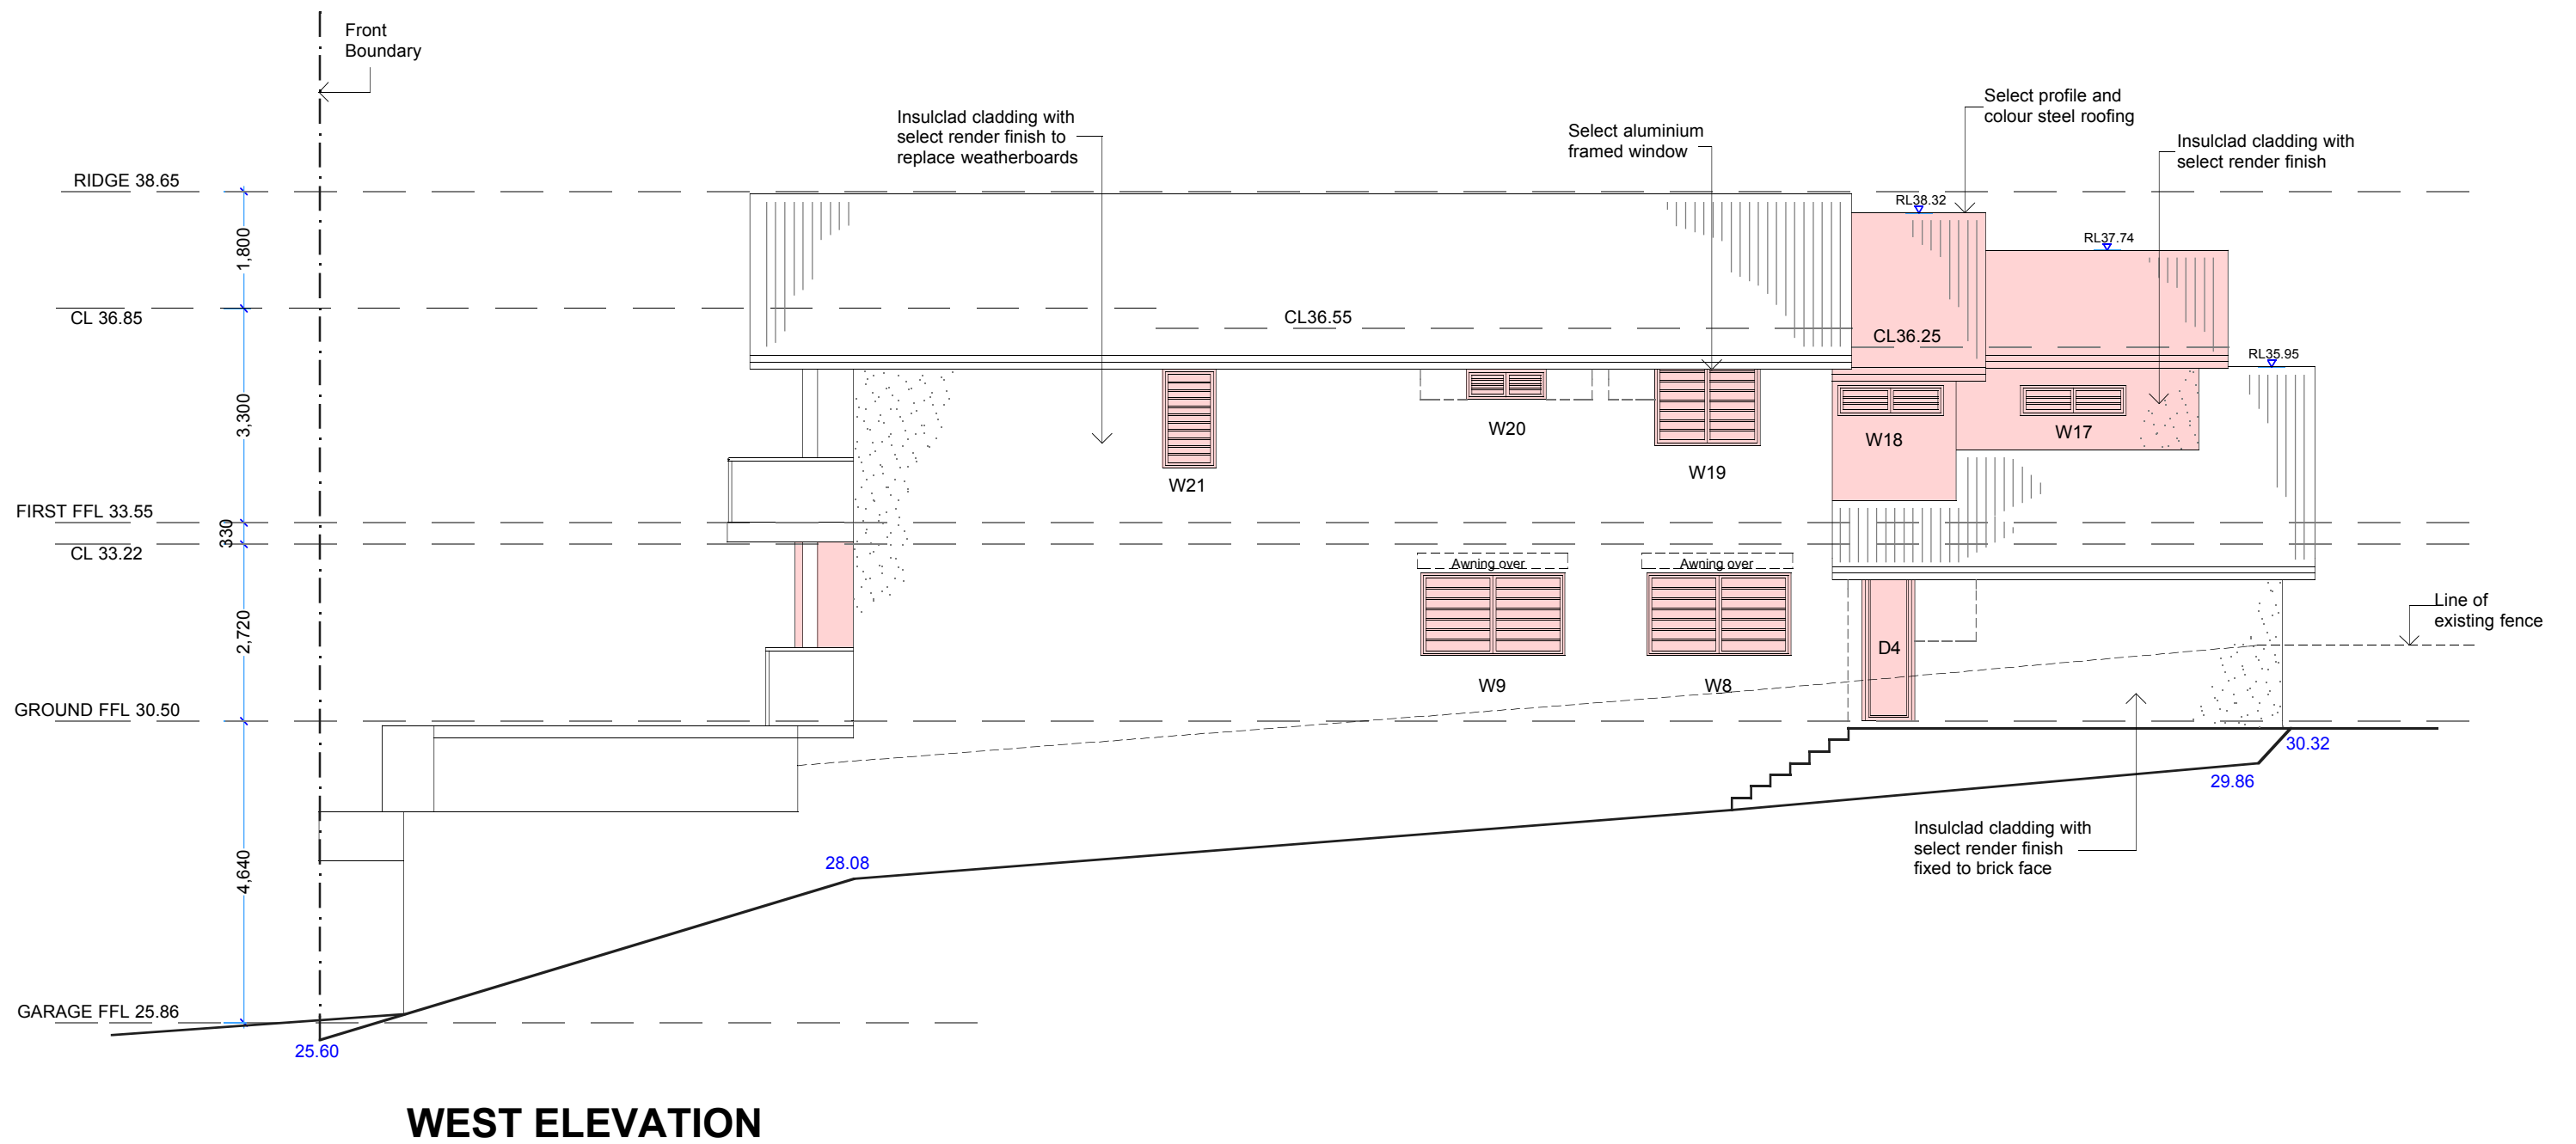 Front
Boundary
Select profile and
colour steel roofing
Insulclad cladding with
select render finish to
replace weatherboards
Select aluminium
framed window
Insulclad cladding with
select render finish
RIDGE 38.65
RL38.32
RL37.74
1,800
CL 36.85
CL36.55
CL36.25
RL35.95
3,300
W21
W20
W19
W18
W17
FIRST FFL 33.55
330
CL 33.22
Awning over
Awning over
2,720
Line of
existing fence
D4
W9
W8
GROUND FFL 30.50
30.32
29.86
4,640
28.08
Insulclad cladding with
select render finish
fixed to brick face
GARAGE FFL 25.86
25.60
WEST ELEVATION